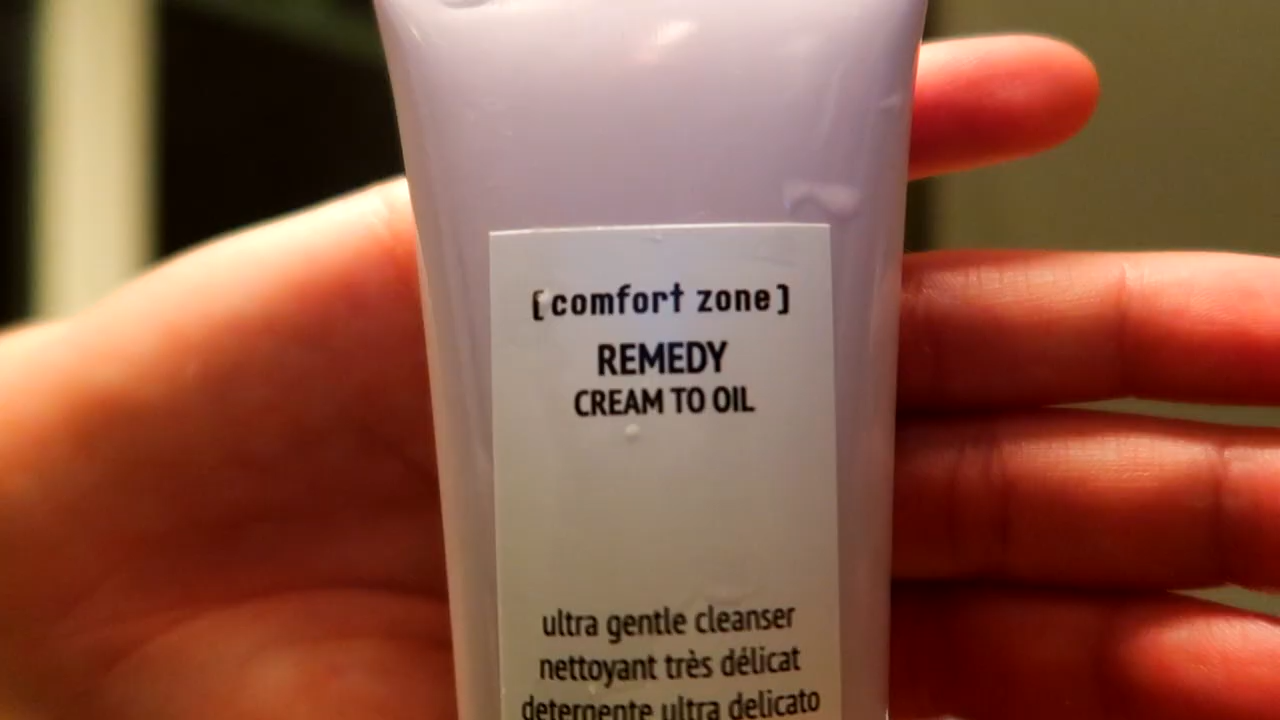 [comfort zone]
REMEDY
CREAM TO OIL
ultra gentle cleanser
nettoyant très délicat
detergente ultra delicato